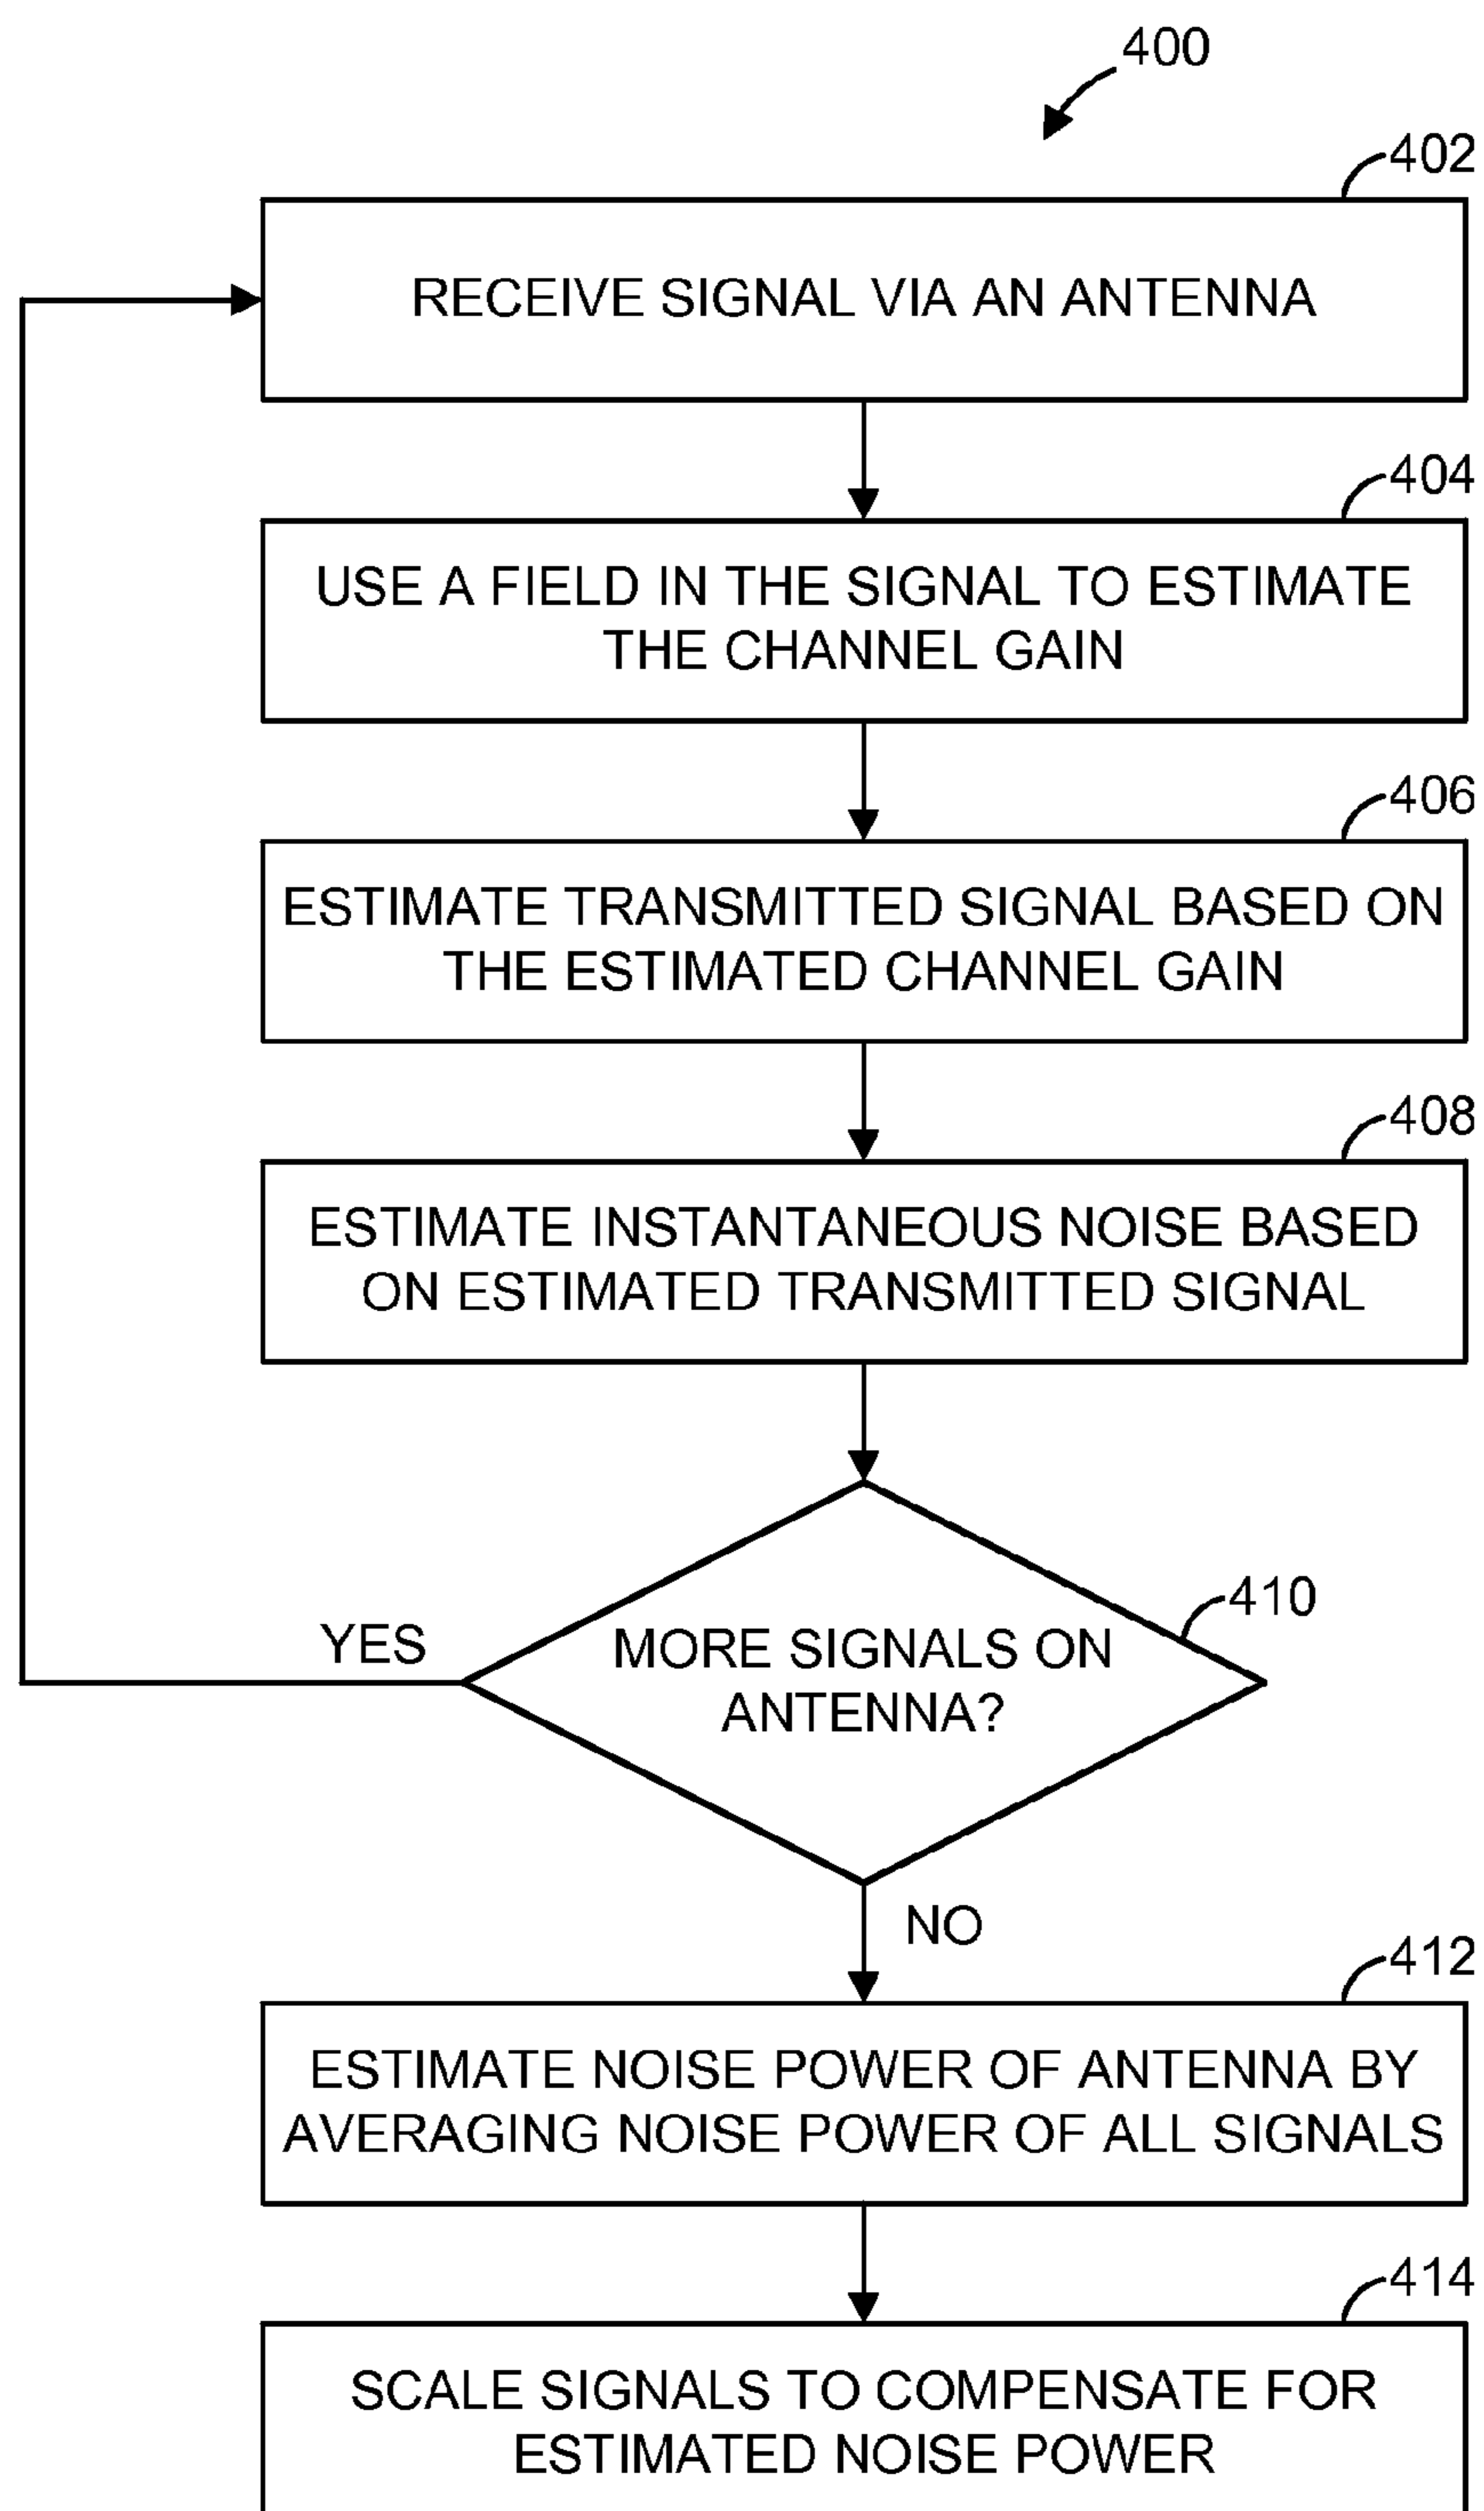 400
402
RECEIVE SIGNAL VIA AN ANTENNA
404
USE A FIELD IN THE SIGNAL TO ESTIMATE
THE CHANNEL GAIN
406
ESTIMATE TRANSMITTED SIGNAL BASED ON
THE ESTIMATED CHANNEL GAIN
408
ESTIMATE INSTANTANEOUS NOISE BASED
ON ESTIMATED TRANSMITTED SIGNAL
410
YES
MORE SIGNALS ON
ANTENNA?
NO
412
ESTIMATE NOISE POWER OF ANTENNA BY
AVERAGING NOISE POWER OF ALL SIGNALS
414
SCALE SIGNALS TO COMPENSATE FOR
ESTIMATED NOISE POWER